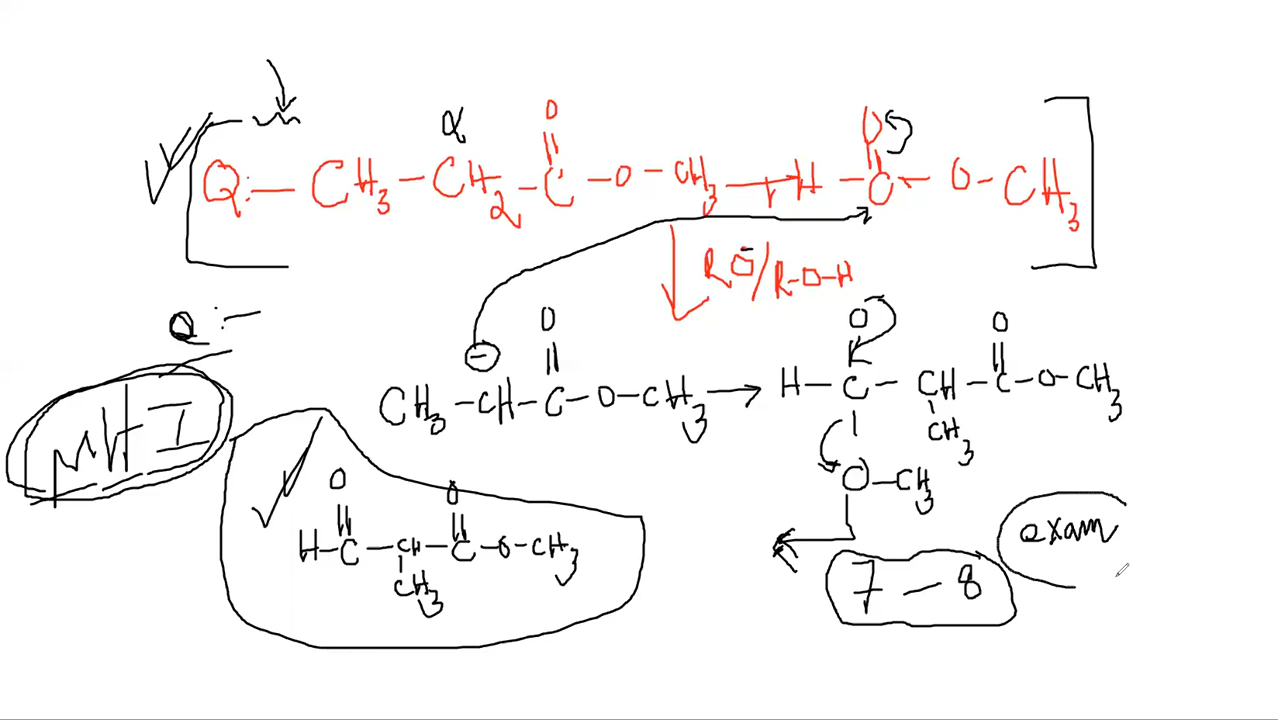 α
O O
Q:— CH3 — CH2 — C — O — CH3 —+→ H — C — O — CH3
RO⁻/R-O-H
Q :-
⊖ O O O
CH3 — CH — C — O — CH3 → H — C — CH — C — O — CH3
CH3
O — CH3
O O
H — C — CH — C — O — CH3
CH3
exam
7 — 8